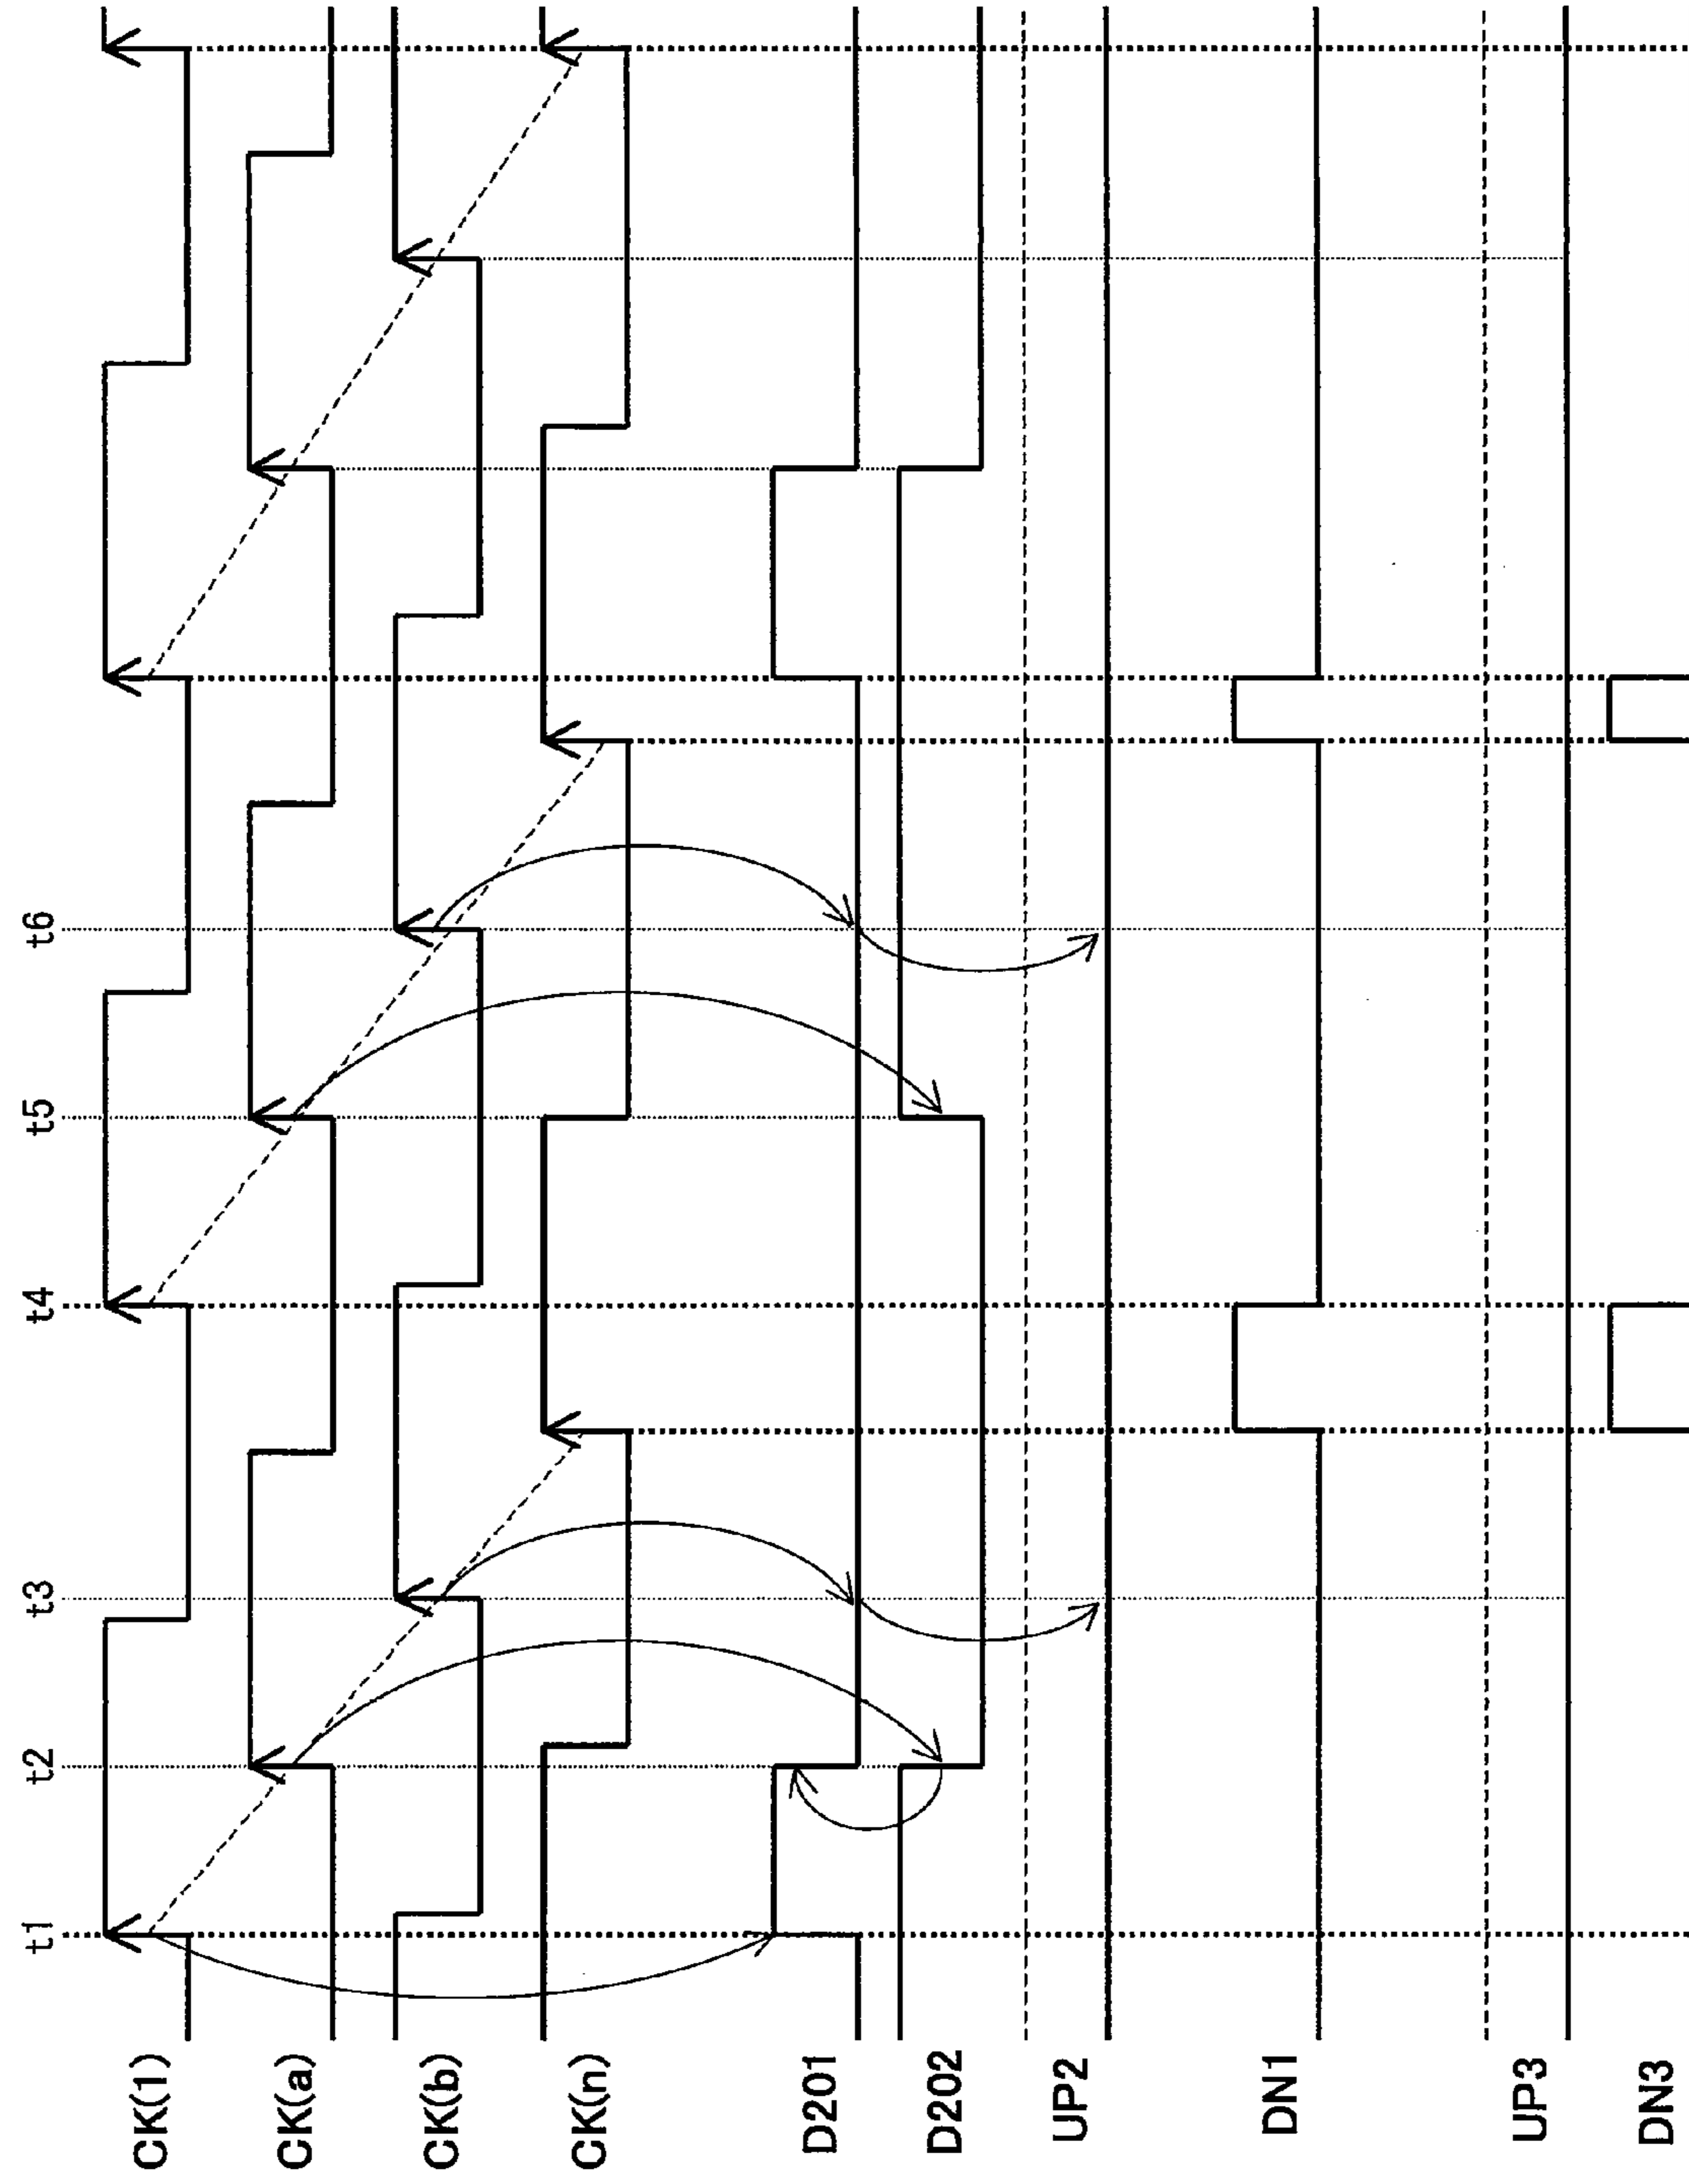 t1
t2
t3
t4
t5
t6
CK(1)
CK(a)
CK(b)
CK(n)
D201
D202
UP2
DN1
UP3
DN3